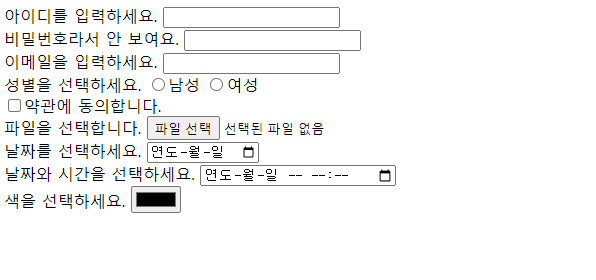 아이디를 입력하세요.
비밀번호라서 안 보여요.
이메일을 입력하세요.
성별을 선택하세요. 남성 여성
약관에 동의합니다.
파일을 선택합니다. 파일 선택 선택된 파일 없음
날짜를 선택하세요. 연도-월-일
날짜와 시간을 선택하세요. 연도-월-일 -- --:--
색을 선택하세요.